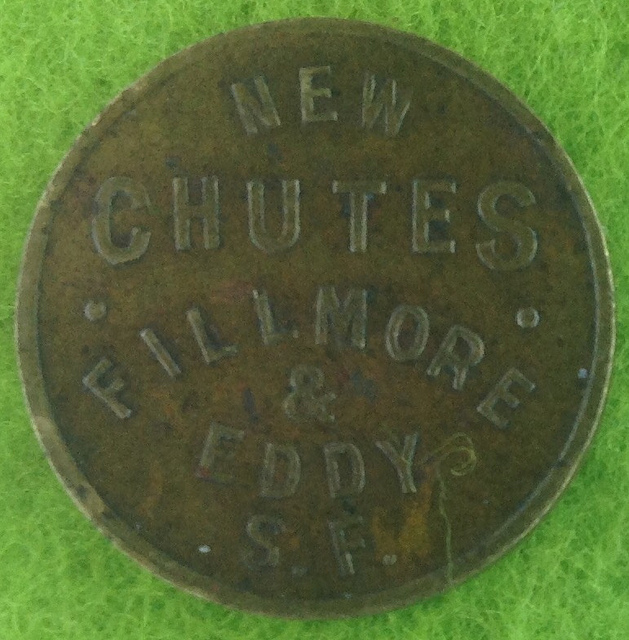 NEW
CHUTES
FILLMORE
&
EDDY
S.F.